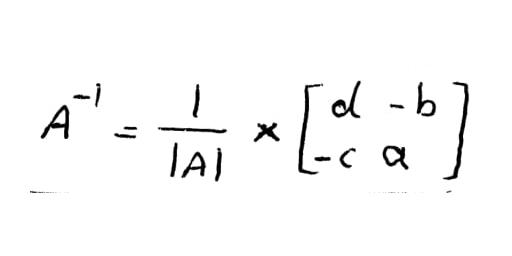 A⁻¹ = 1/|A| × [d -b
-c a]